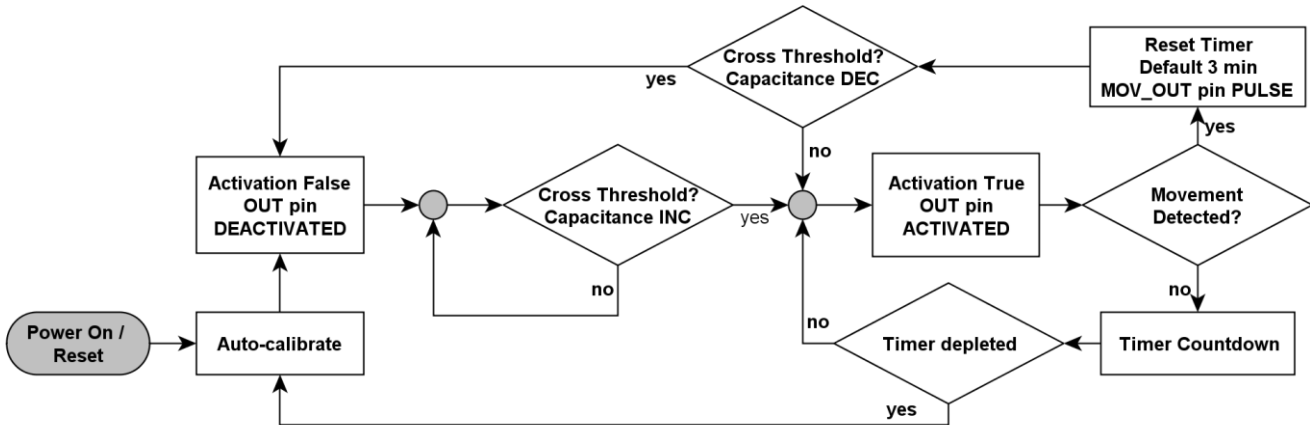 Cross Threshold?
Capacitance DEC
yes
no
Reset Timer
Default 3 min
MOV_OUT pin PULSE
yes
Activation False
OUT pin
DEACTIVATED
Cross Threshold?
Capacitance INC
yes
no
Activation True
OUT pin
ACTIVATED
Movement
Detected?
no
Power On /
Reset
Auto-calibrate
no
Timer depleted
yes
Timer Countdown